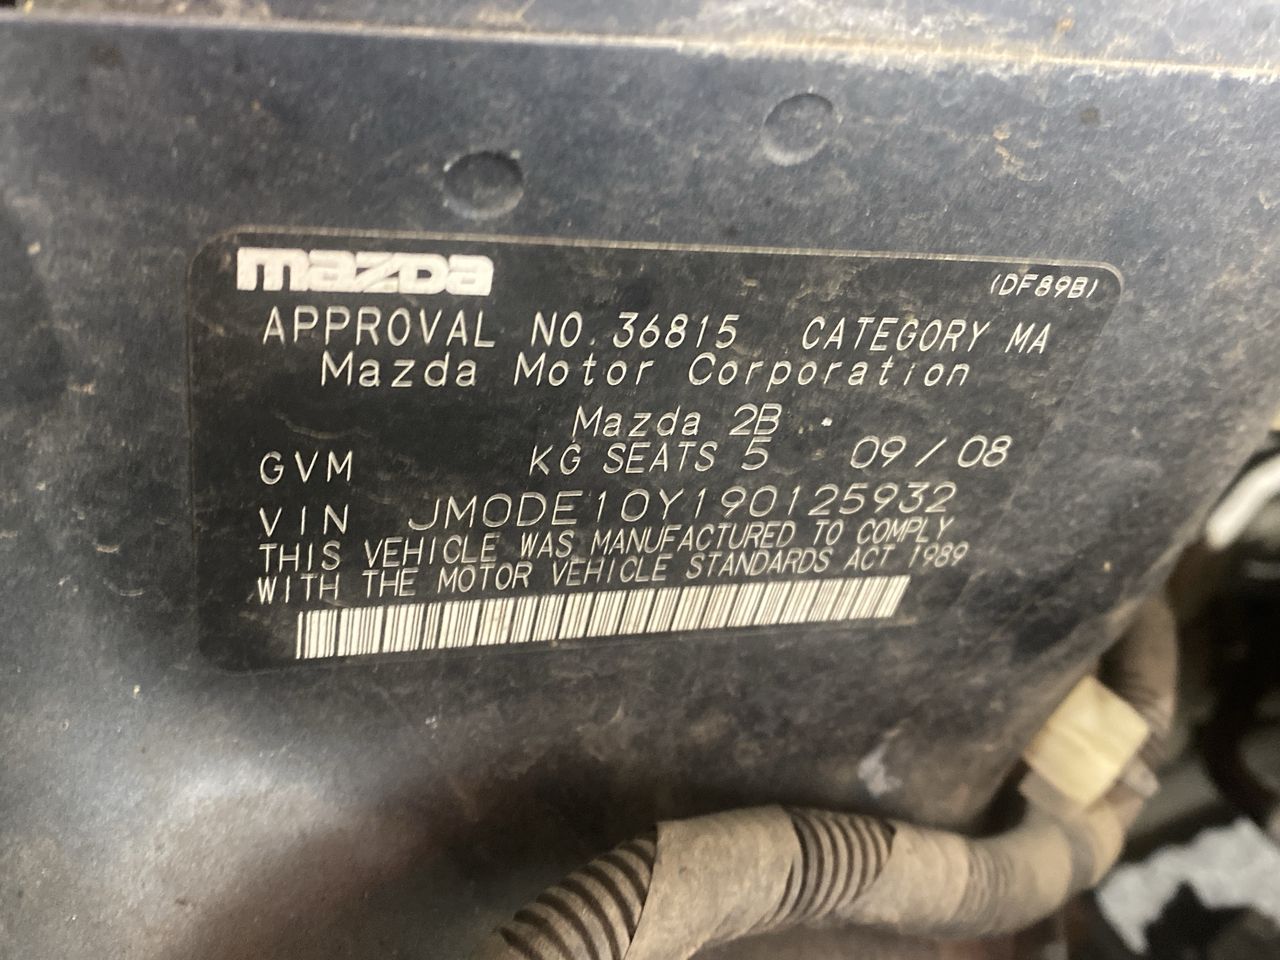 mazda
(DF89B)
APPROVAL NO.36815 CATEGORY MA
Mazda Motor Corporation
Mazda 2B
GVM KG SEATS 5 09/08
VIN JM0DE10Y190125932
THIS VEHICLE WAS MANUFACTURED TO COMPLY
WITH THE MOTOR VEHICLE STANDARDS ACT 1989